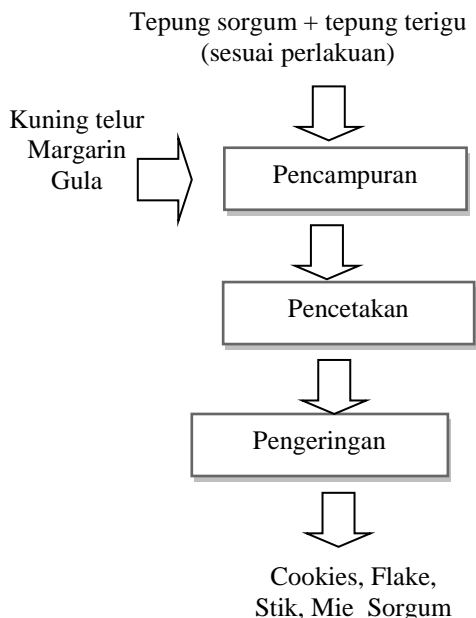 Tepung sorgum + tepung terigu
(sesuai perlakuan)
Kuning telur
Margarin
Gula
Pencampuran
Pencetakan
Pengeringan
Cookies, Flake,
Stik, Mie Sorgum